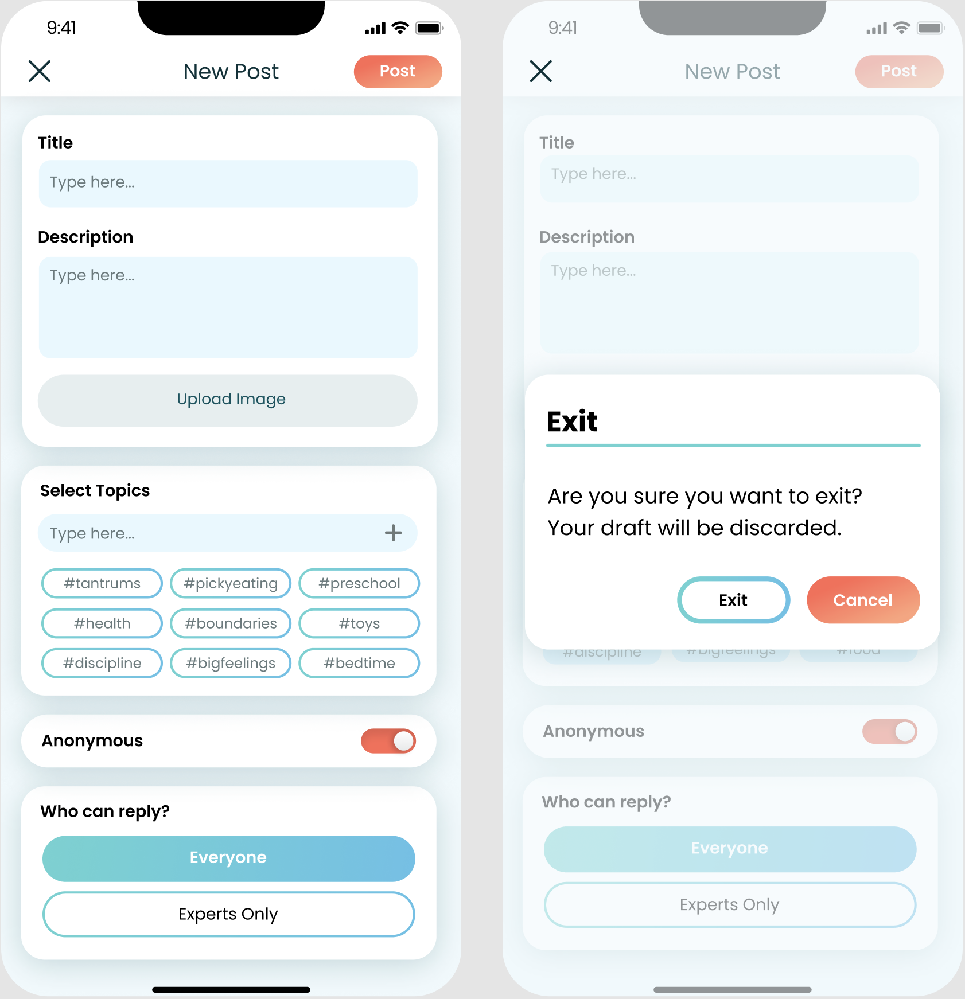 9:41
New Post
Post
Title
Type here...
Description
Type here...
Upload Image
Select Topics
Type here...
#tantrums #pickyeating #preschool
#health #boundaries #toys
#discipline #bigfeelings #bedtime
Anonymous
Who can reply?
Everyone
Experts Only
9:41
New Post
Post
Title
Type here...
Description
Type here...
Exit
Are you sure you want to exit?
Your draft will be discarded.
Exit
Cancel
#discipline #bigfeelings #food
Anonymous
Who can reply?
Everyone
Experts Only